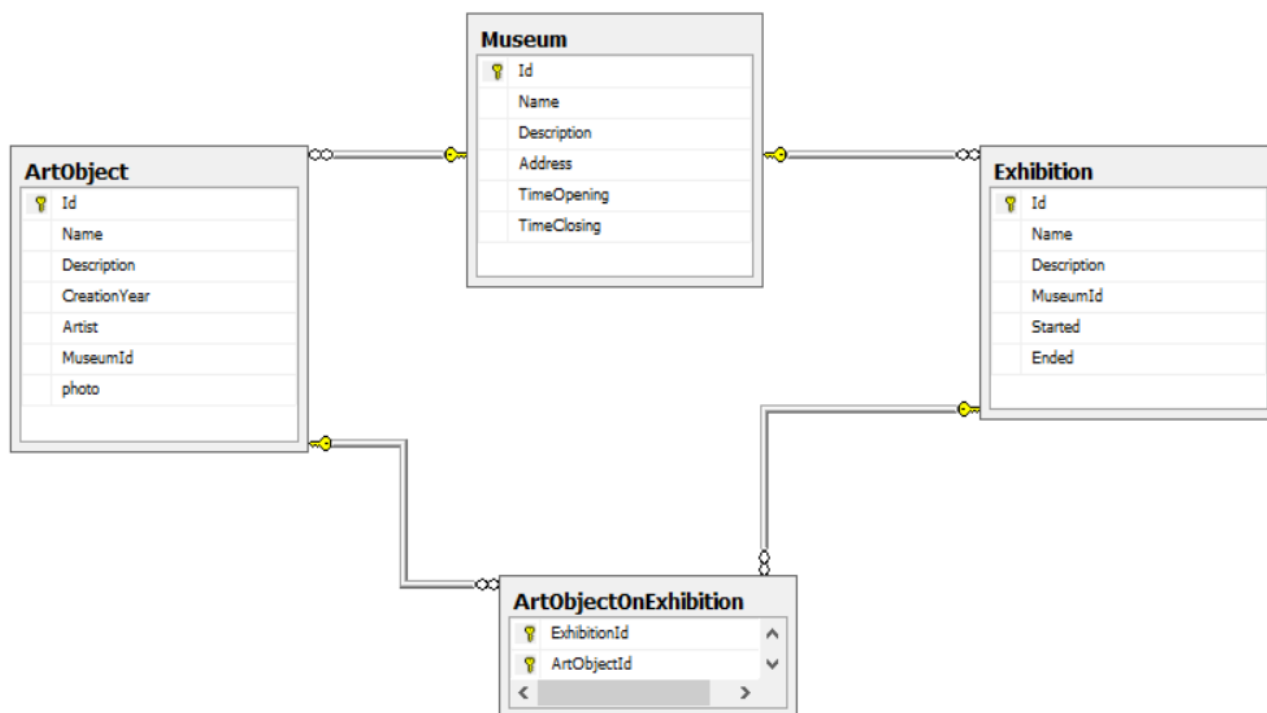 Museum
Id
Name
Description
Address
TimeOpening
TimeClosing
ArtObject
Id
Name
Description
CreationYear
Artist
MuseumId
photo
Exhibition
Id
Name
Description
MuseumId
Started
Ended
ArtObjectOnExhibition
ExhibitionId
ArtObjectId